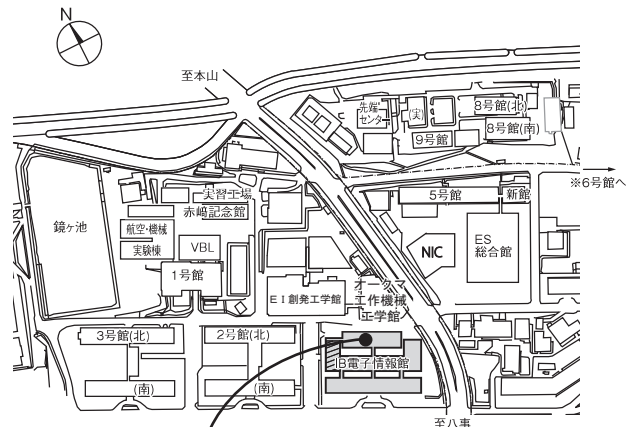 N
至本山
先端
センタ
(実)
8号館(北)
8号館(南)
9号館
※6号館へ
実習工場
赤﨑記念館
5号館
新館
鏡ヶ池
航空・機械
実験棟
VBL
1号館
NIC
ES
総合館
EI創発工学館
オークマ
工作機械
工学館
3号館(北)
2号館(北)
IB電子情報館
(南)
(南)
至八事